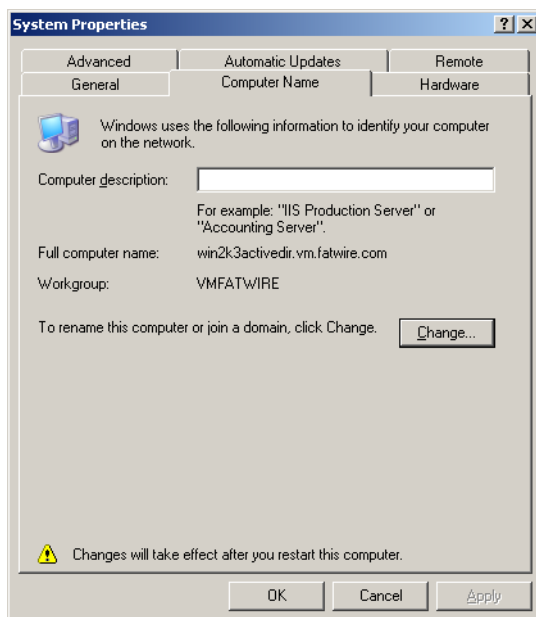 System Properties
Advanced
Automatic Updates
Remote
General
Computer Name
Hardware
Windows uses the following information to identify your computer
on the network.
Computer description:
For example: "IIS Production Server" or
"Accounting Server".
Full computer name:
win2k3activedir.vm.fatwire.com
Workgroup:
VMFATWIRE
To rename this computer or join a domain, click Change.
Change...
Changes will take effect after you restart this computer.
OK
Cancel
Apply